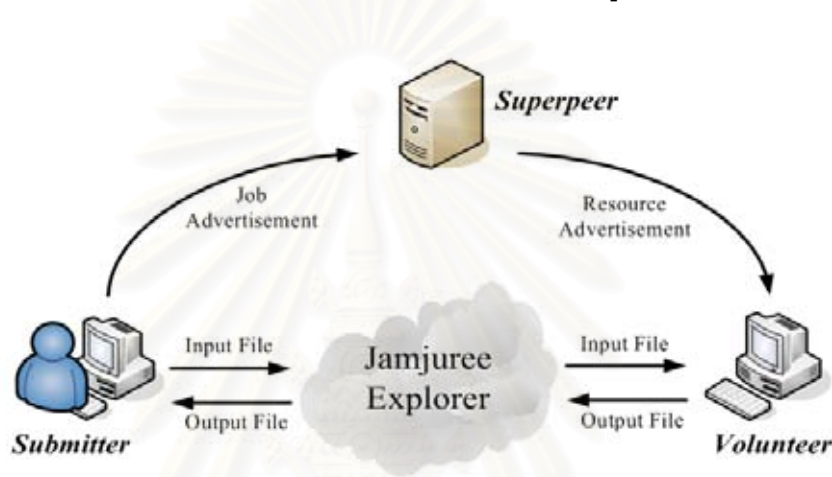 Superpeer
Job
Advertisement
Resource
Advertisement
Input File
Jamjuree
Explorer
Input File
Output File
Output File
Submitter
Volunteer